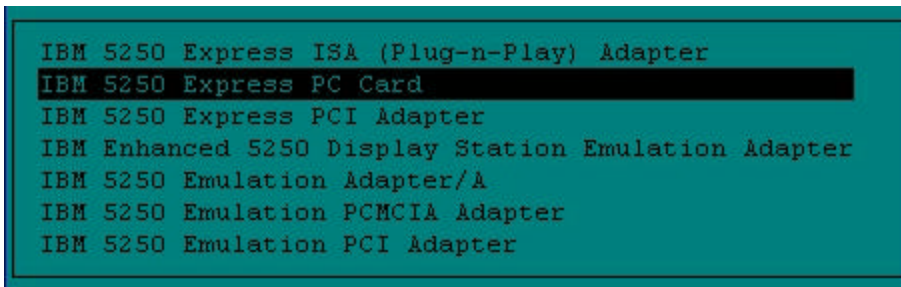 IBM 5250 Express ISA (Plug-n-Play) Adapter
IBM 5250 Express PC Card
IBM 5250 Express PCI Adapter
IBM Enhanced 5250 Display Station Emulation Adapter
IBM 5250 Emulation Adapter/A
IBM 5250 Emulation PCMCIA Adapter
IBM 5250 Emulation PCI Adapter